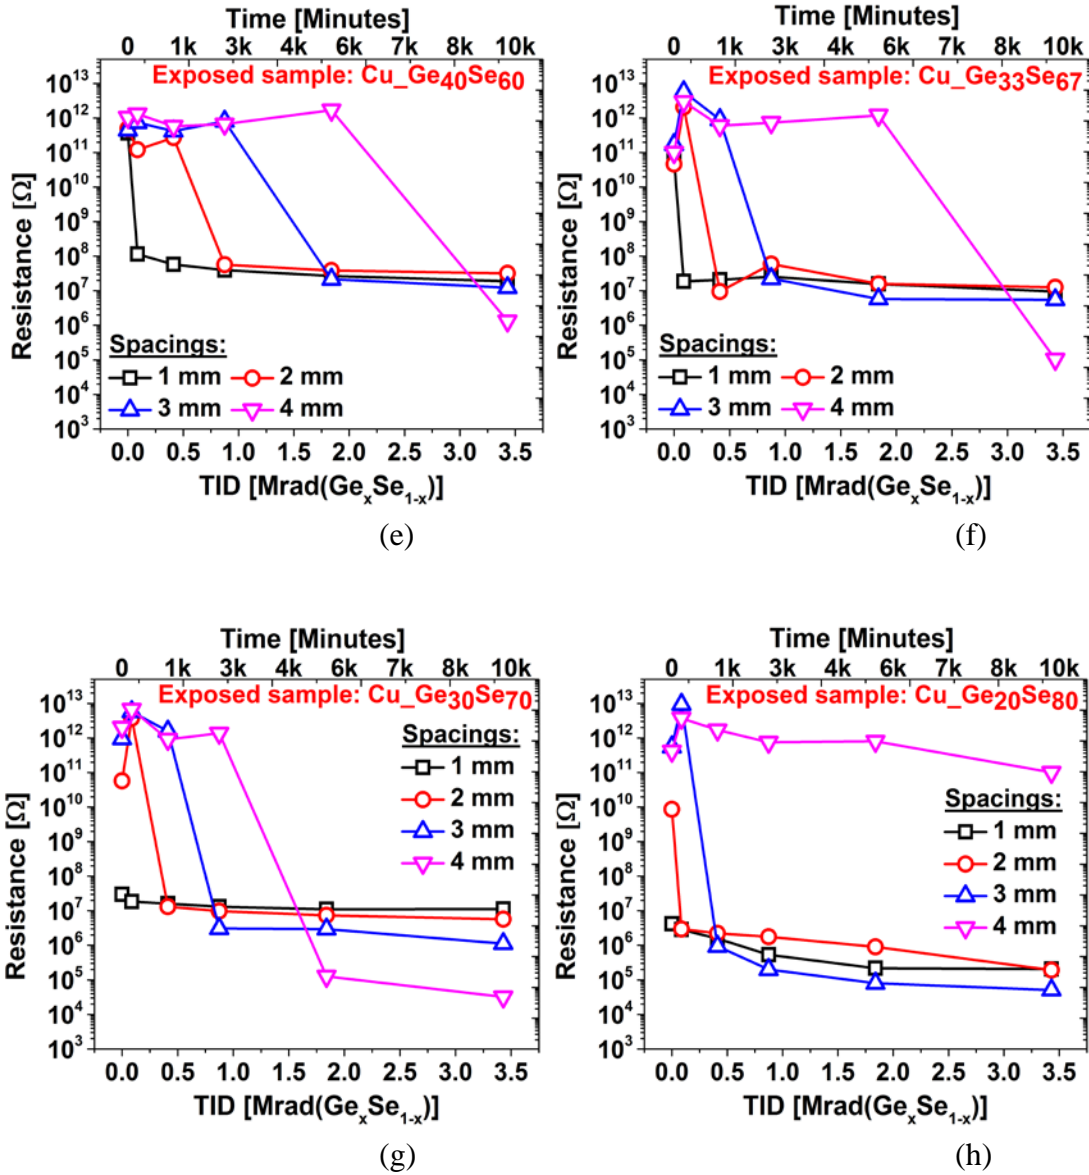 Time [Minutes]
0 1k 3k 4k 6k 7k 10k
Exposed sample: Cu_Ge40Se60
10^13
10^12
10^11
10^10
10^9
10^8
10^7
10^6
10^5
10^4
10^3
Resistance [Ω]
Spacings:
1 mm 2 mm
3 mm 4 mm
0.0 0.5 1.0 1.5 2.0 2.5 3.0 3.5
TID [Mrad(GexSe1-x)]
(e)
Time [Minutes]
0 1k 3k 4k 6k 7k 10k
Exposed sample: Cu_Ge33Se67
10^13
10^12
10^11
10^10
10^9
10^8
10^7
10^6
10^5
10^4
10^3
Resistance [Ω]
Spacings:
1 mm 2 mm
3 mm 4 mm
0.0 0.5 1.0 1.5 2.0 2.5 3.0 3.5
TID [Mrad(GexSe1-x)]
(f)
Time [Minutes]
0 1k 3k 4k 6k 7k 10k
Exposed sample: Cu_Ge30Se70
10^13
10^12
10^11
10^10
10^9
10^8
10^7
10^6
10^5
10^4
10^3
Resistance [Ω]
Spacings:
1 mm
2 mm
3 mm
4 mm
0.0 0.5 1.0 1.5 2.0 2.5 3.0 3.5
TID [Mrad(GexSe1-x)]
(g)
Time [Minutes]
0 1k 3k 4k 6k 7k 10k
Exposed sample: Cu_Ge20Se80
10^13
10^12
10^11
10^10
10^9
10^8
10^7
10^6
10^5
10^4
10^3
Resistance [Ω]
Spacings:
1 mm
2 mm
3 mm
4 mm
0.0 0.5 1.0 1.5 2.0 2.5 3.0 3.5
TID [Mrad(GexSe1-x)]
(h)